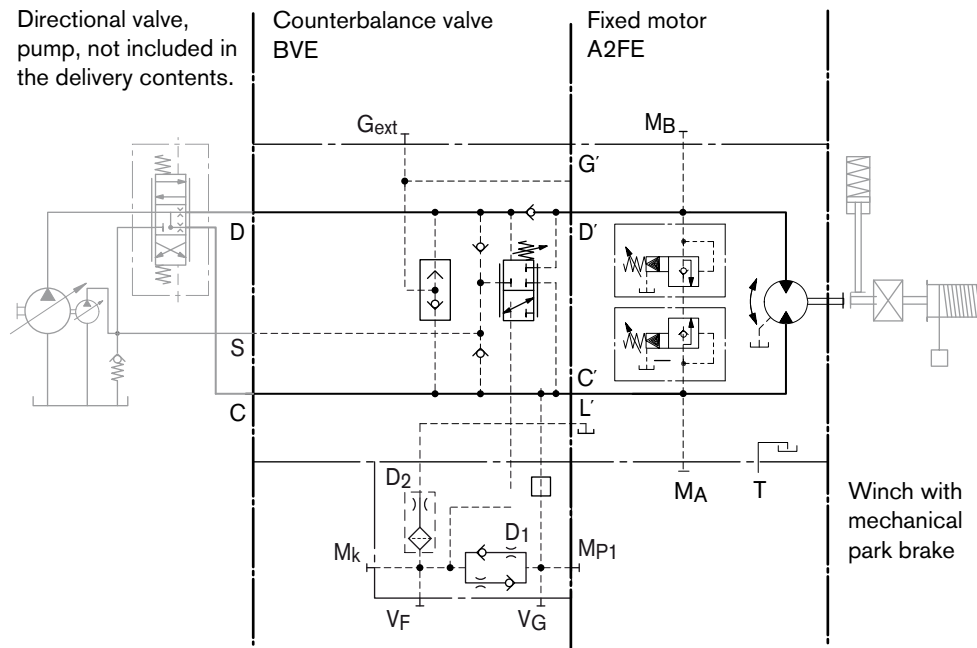 Directional valve,
pump, not included in
the delivery contents.
Counterbalance valve
BVE
Fixed motor
A2FE
Gext
MB
G′
D
D′
S
C′
C
L′
D2
MA
T
Winch with
mechanical
park brake
D1
Mk
MP1
VF
VG